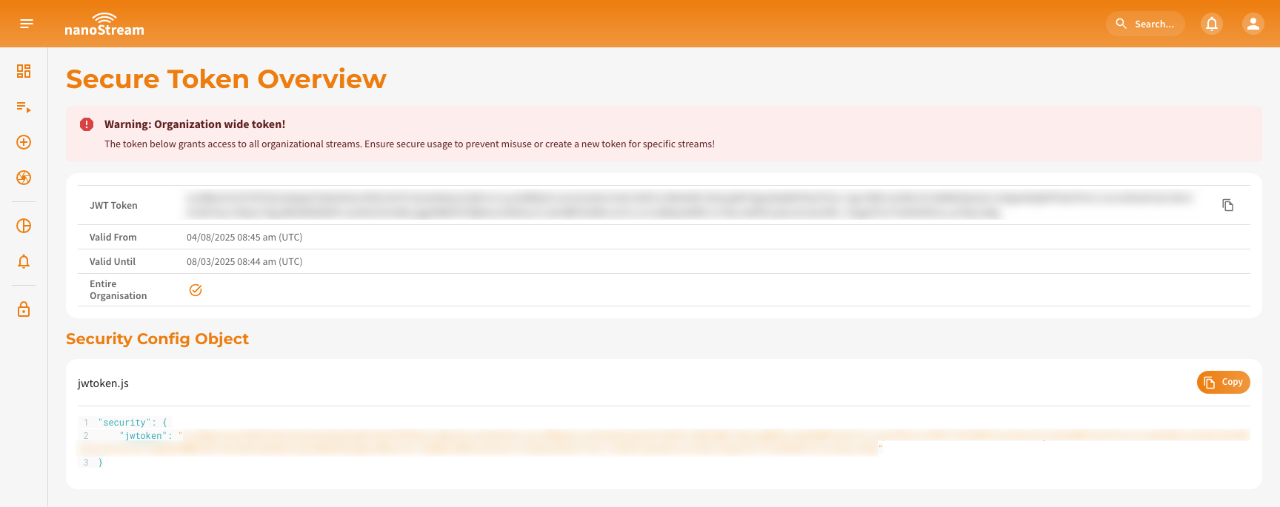 nanoStream
Search...
Secure Token Overview
Warning: Organization wide token!
The token below grants access to all organizational streams. Ensure secure usage to prevent misuse or create a new token for specific streams!
JWT Token
Valid From 04/08/2025 08:45 am (UTC)
Valid Until 08/03/2025 08:44 am (UTC)
Entire
Organisation
Security Config Object
jwtoken.js
Copy
1 "security": {
2 "jwtoken": "
"
3 }